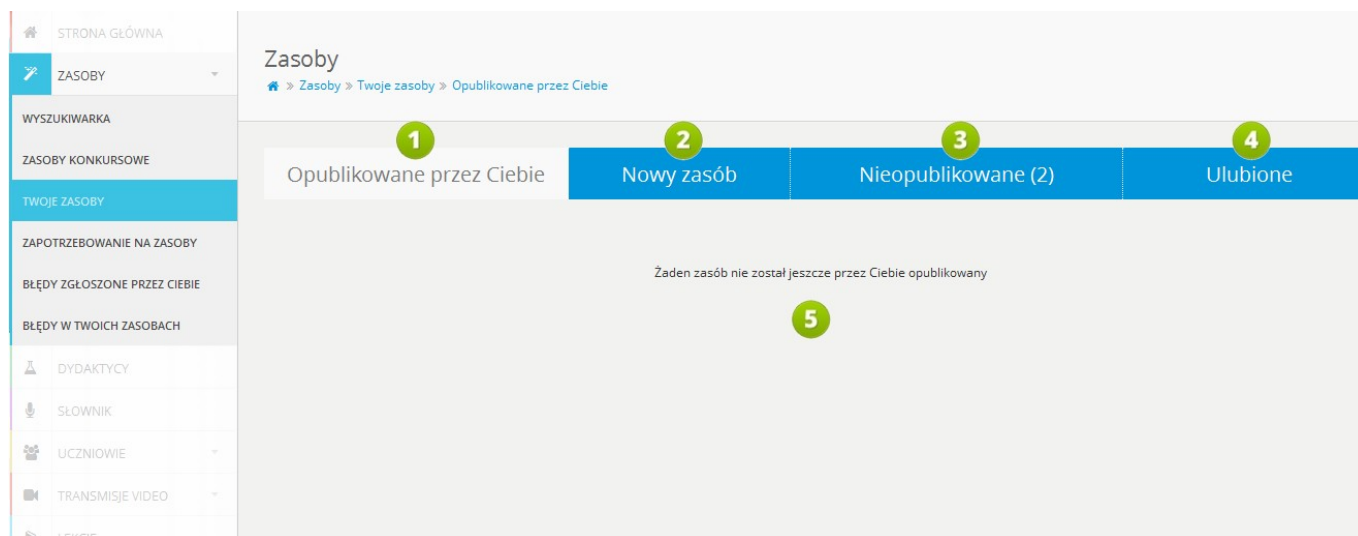 STRONA GŁÓWNA
ZASOBY
WYSZUKIWARKA
ZASOBY KONKURSOWE
TWOJE ZASOBY
ZAPOTRZEBOWANIE NA ZASOBY
BŁĘDY ZGŁOSZONE PRZEZ CIEBIE
BŁĘDY W TWOICH ZASOBACH
DYDAKTYCY
SŁOWNIK
UCZNIOWIE
TRANSMISJE VIDEO
Zasoby
» Zasoby » Twoje zasoby » Opublikowane przez Ciebie
1 2 3 4
Opublikowane przez Ciebie Nowy zasób Nieopublikowane (2) Ulubione
Żaden zasób nie został jeszcze przez Ciebie opublikowany
5